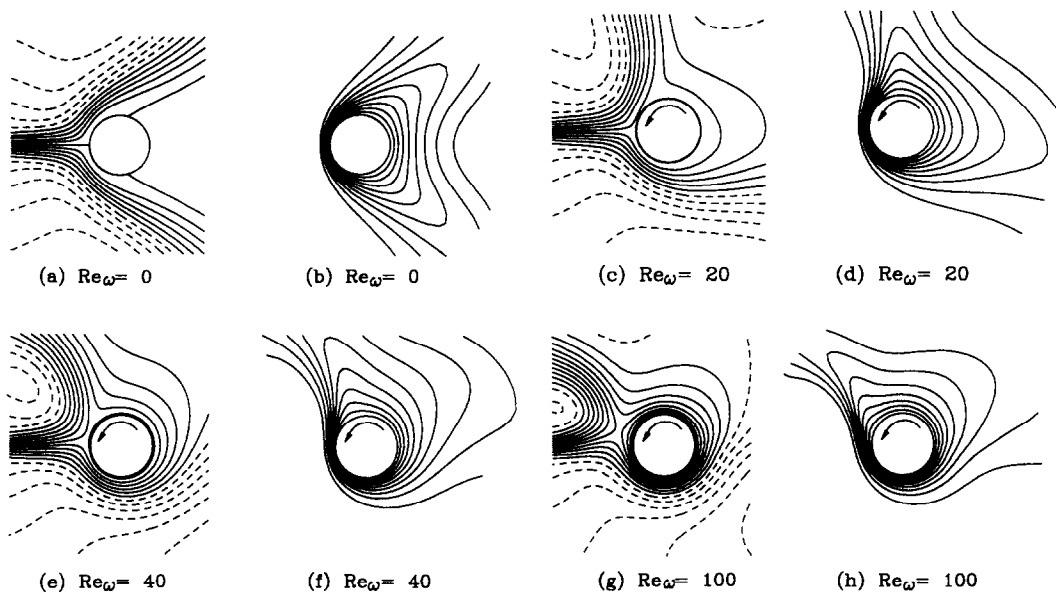 (a) Reω= 0
(b) Reω= 0
(c) Reω= 20
(d) Reω= 20
(e) Reω= 40
(f) Reω= 40
(g) Reω= 100
(h) Reω= 100